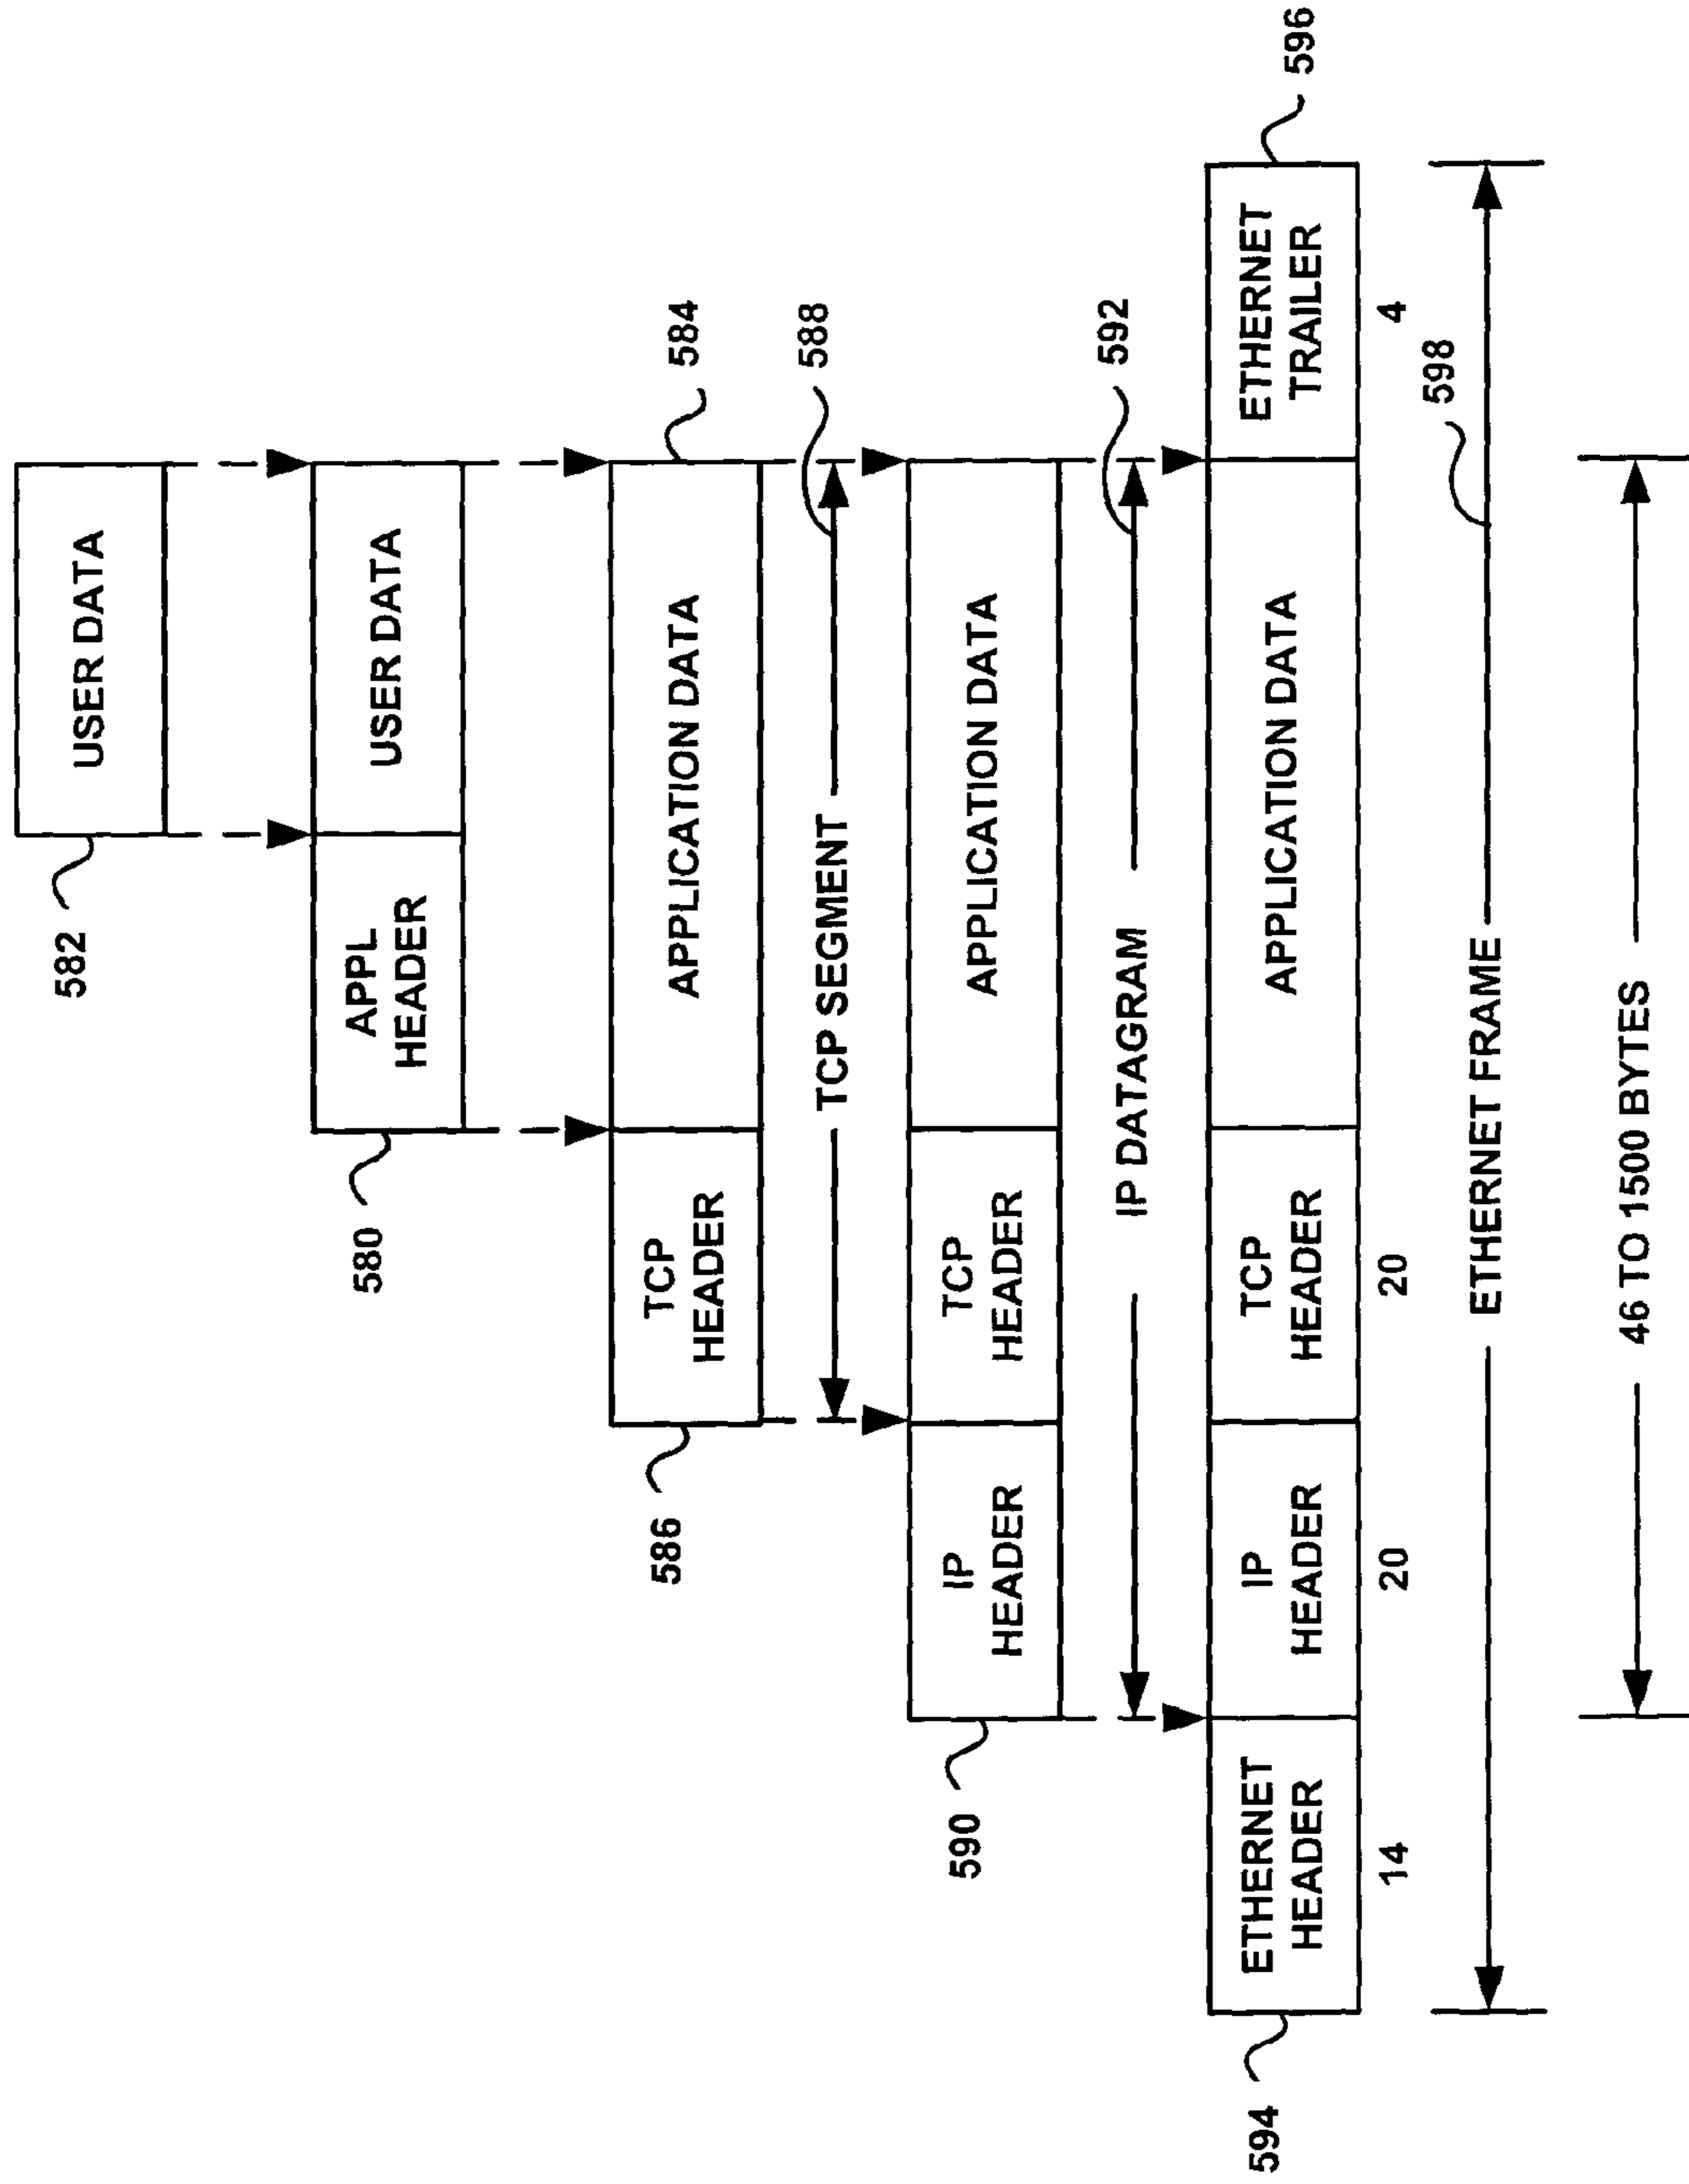 USER DATA
582
APPL
HEADER
USER DATA
580
TCP
HEADER
APPLICATION DATA
584
586
TCP SEGMENT
588
IP
HEADER
TCP
HEADER
APPLICATION DATA
590
IP DATAGRAM
592
ETHERNET
HEADER
IP
HEADER
TCP
HEADER
APPLICATION DATA
ETHERNET
TRAILER
594
596
14
20
20
4
ETHERNET FRAME
598
46 TO 1500 BYTES